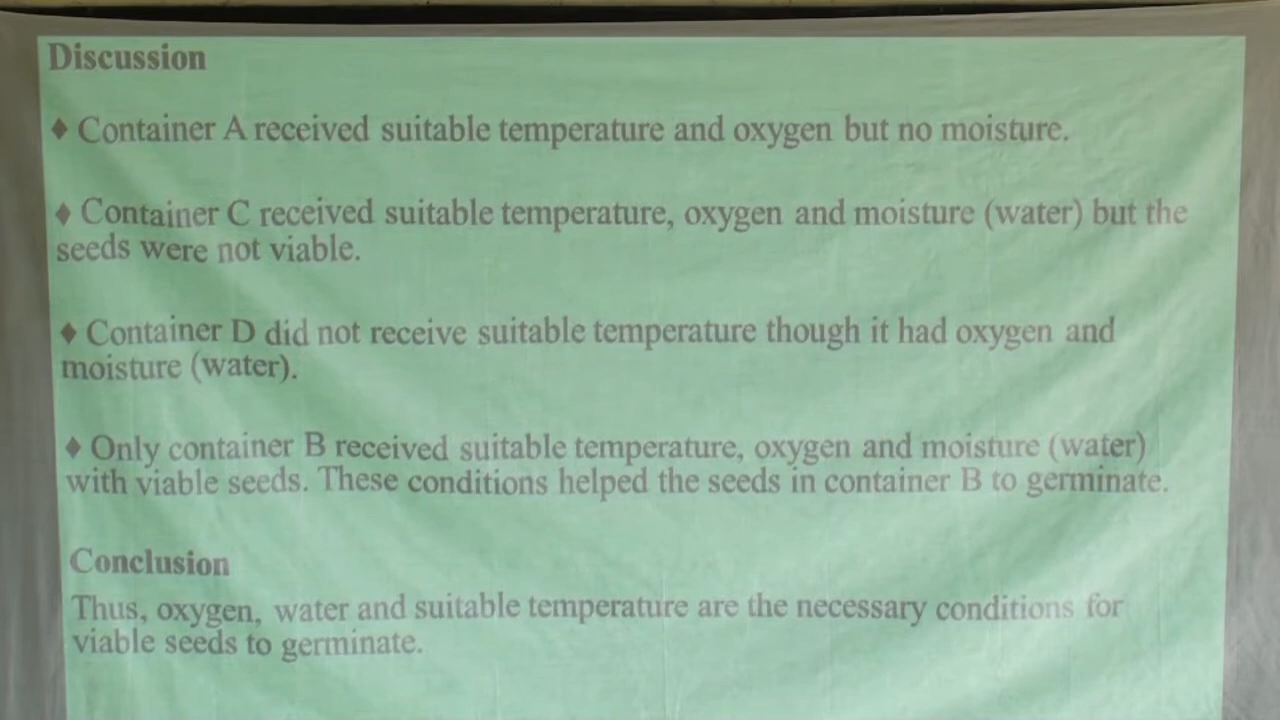 Discussion
♦ Container A received suitable temperature and oxygen but no moisture.
♦ Container C received suitable temperature, oxygen and moisture (water) but the
seeds were not viable.
♦ Container D did not receive suitable temperature though it had oxygen and
moisture (water).
♦ Only container B received suitable temperature, oxygen and moisture (water)
with viable seeds. These conditions helped the seeds in container B to germinate.
Conclusion
Thus, oxygen, water and suitable temperature are the necessary conditions for
viable seeds to germinate.